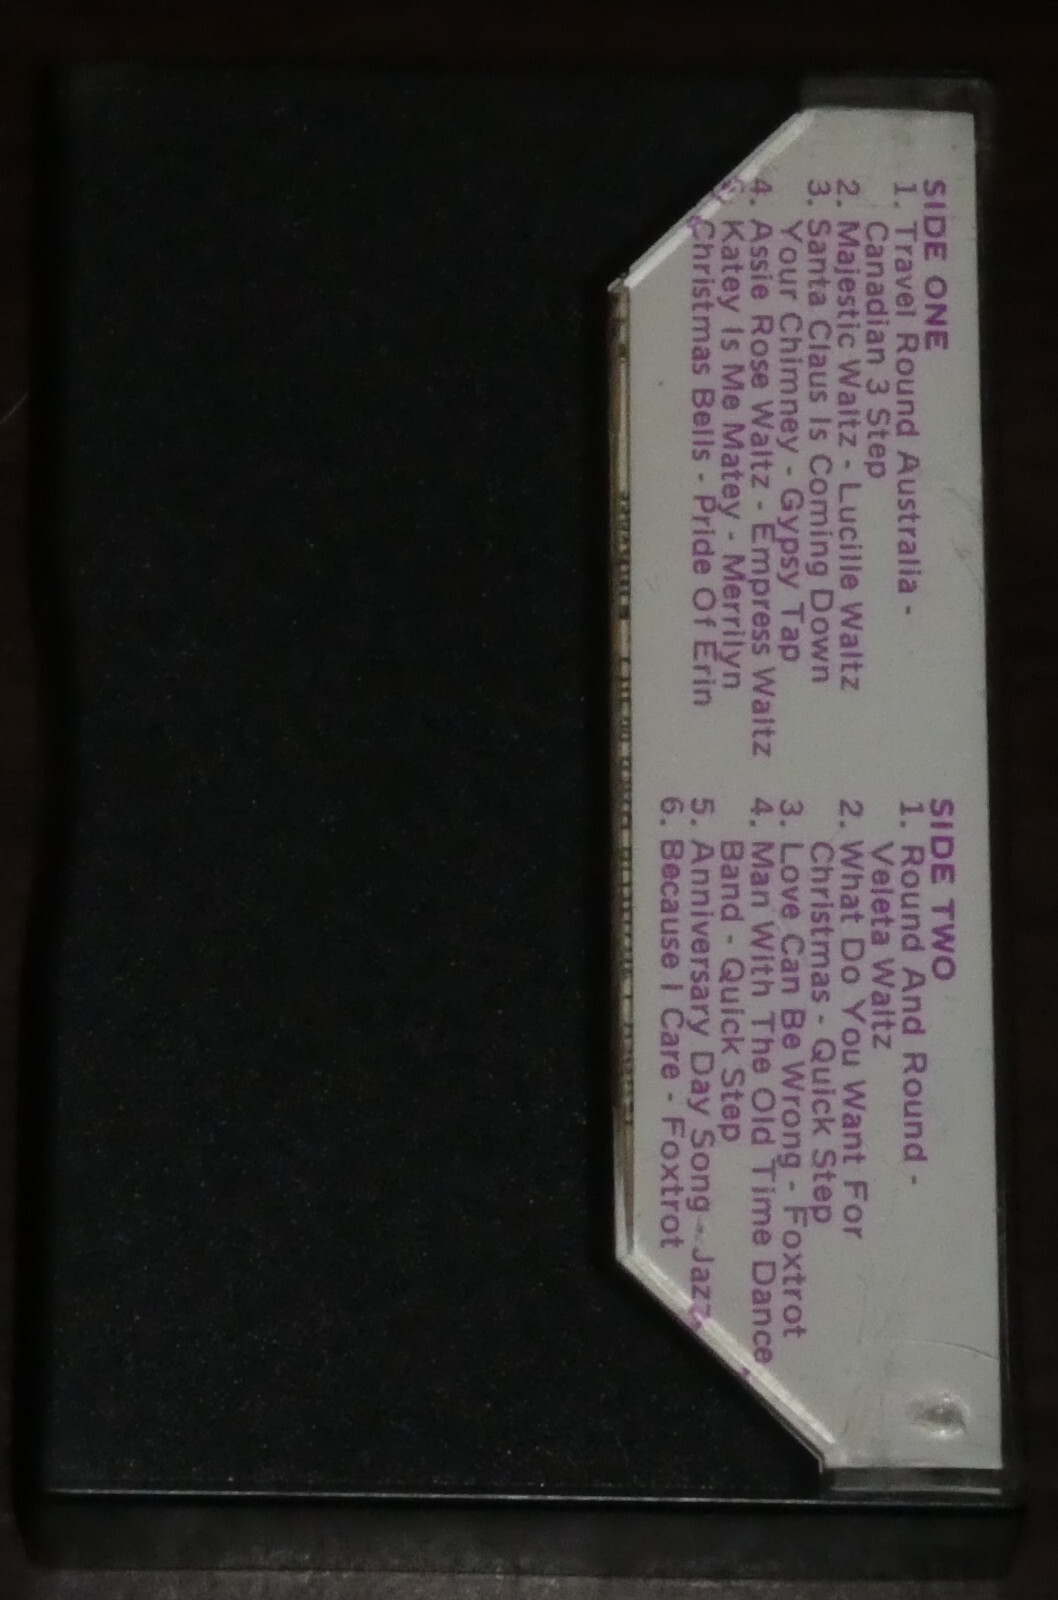 SIDE ONE
1. Travel Round Australia -
Canadian 3 Step
2. Majestic Waltz - Lucille Waltz
3. Santa Claus Is Coming Down
Your Chimney - Gypsy Tap
4. Assie Rose Waltz - Empress Waltz
Katey Is Me Matey - Merrilyn
Christmas Bells - Pride Of Erin
SIDE TWO
1. Round And Round -
Veleta Waltz
2. What Do You Want For
Christmas - Quick Step
3. Love Can Be Wrong - Foxtrot
4. Man With The Old Time Dance
Band - Quick Step
5. Anniversary Day Song - Jazz
6. Because I Care - Foxtrot